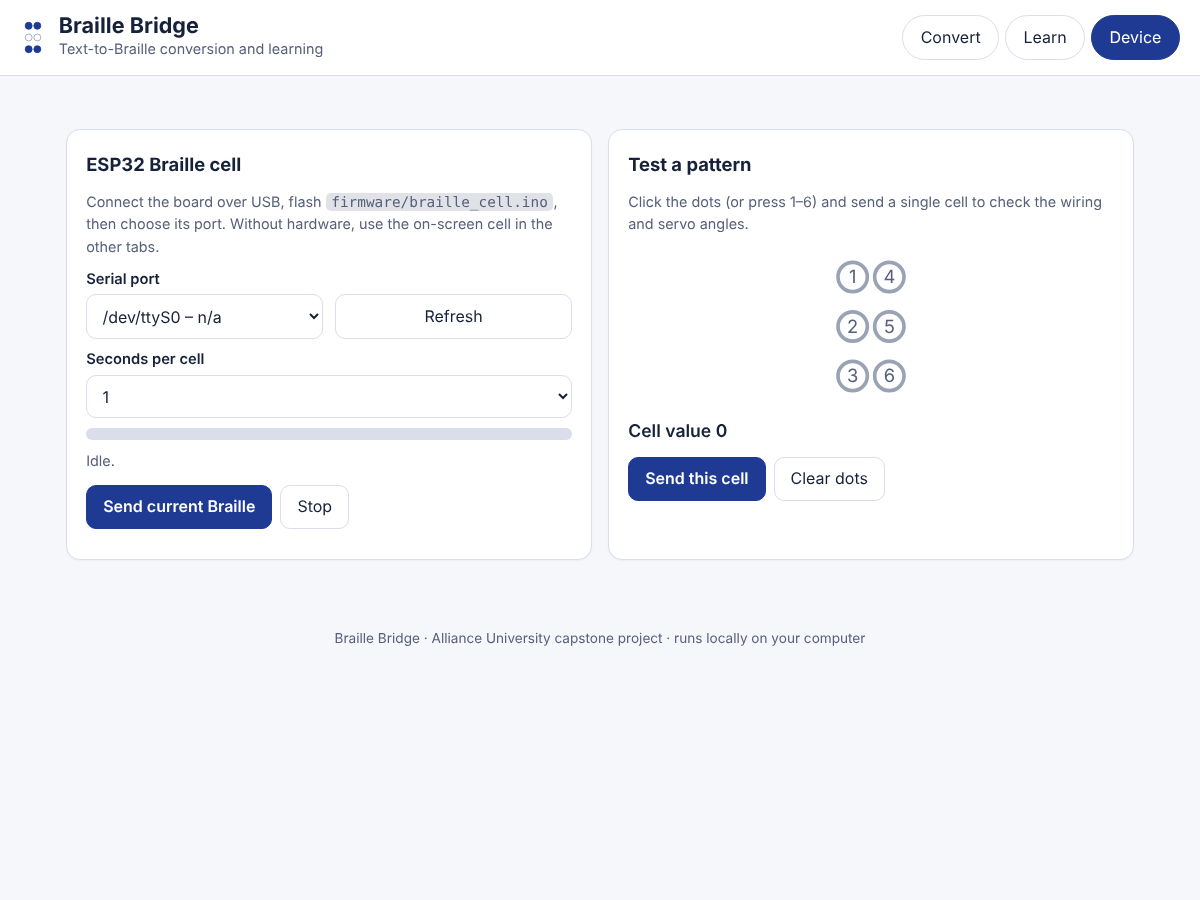 Braille Bridge
Text-to-Braille conversion and learning
Convert
Learn
Device
ESP32 Braille cell
Connect the board over USB, flash firmware/braille_cell.ino,
then choose its port. Without hardware, use the on-screen cell in the
other tabs.
Serial port
/dev/ttyS0 – n/a
Refresh
Seconds per cell
1
Idle.
Send current Braille
Stop
Test a pattern
Click the dots (or press 1–6) and send a single cell to check the wiring
and servo angles.
1 4
2 5
3 6
Cell value 0
Send this cell
Clear dots
Braille Bridge · Alliance University capstone project · runs locally on your computer